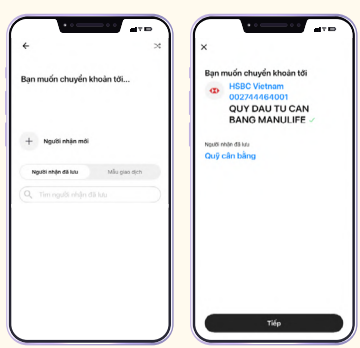 Bạn muốn chuyển khoản tới...
Người nhận mới
Người nhận đã lưu
Mẫu giao dịch
Tìm người nhận đã lưu
Bạn muốn chuyển khoản tới
HSBC Vietnam
002744464001
QUY DAU TU CAN
BANG MANULIFE
Người nhận đã lưu
Quỹ cân bằng
Tiếp